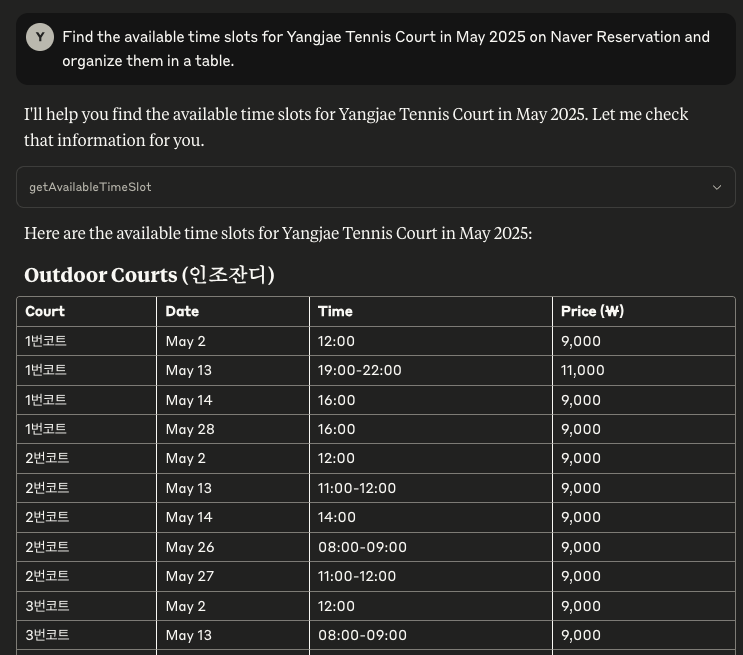 Y
Find the available time slots for Yangjae Tennis Court in May 2025 on Naver Reservation and
organize them in a table.
I'll help you find the available time slots for Yangjae Tennis Court in May 2025. Let me check
that information for you.
getAvailableTimeSlot
Here are the available time slots for Yangjae Tennis Court in May 2025:
Outdoor Courts (인조잔디)
Court Date Time Price (₩)
1번코트 May 2 12:00 9,000
1번코트 May 13 19:00-22:00 11,000
1번코트 May 14 16:00 9,000
1번코트 May 28 16:00 9,000
2번코트 May 2 12:00 9,000
2번코트 May 13 11:00-12:00 9,000
2번코트 May 14 14:00 9,000
2번코트 May 26 08:00-09:00 9,000
2번코트 May 27 11:00-12:00 9,000
3번코트 May 2 12:00 9,000
3번코트 May 13 08:00-09:00 9,000